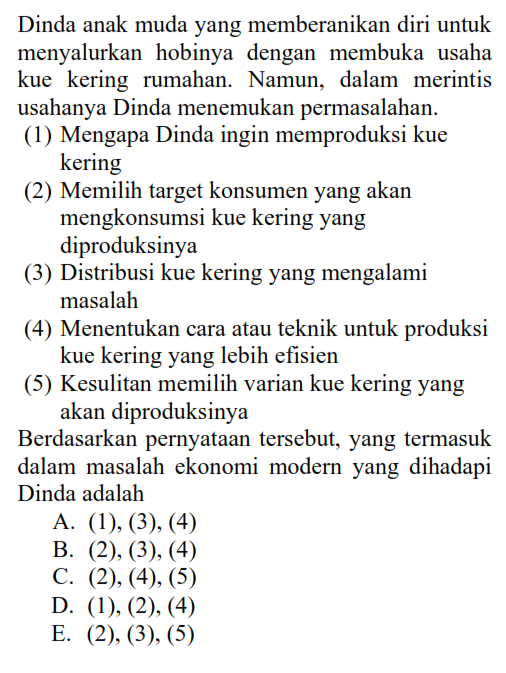 Dinda anak muda yang memberanikan diri untuk
menyalurkan hobinya dengan membuka usaha
kue kering rumahan. Namun, dalam merintis
usahanya Dinda menemukan permasalahan.
(1) Mengapa Dinda ingin memproduksi kue
kering
(2) Memilih target konsumen yang akan
mengkonsumsi kue kering yang
diproduksinya
(3) Distribusi kue kering yang mengalami
masalah
(4) Menentukan cara atau teknik untuk produksi
kue kering yang lebih efisien
(5) Kesulitan memilih varian kue kering yang
akan diproduksinya
Berdasarkan pernyataan tersebut, yang termasuk
dalam masalah ekonomi modern yang dihadapi
Dinda adalah
A. (1), (3), (4)
B. (2), (3), (4)
C. (2), (4), (5)
D. (1), (2), (4)
E. (2), (3), (5)